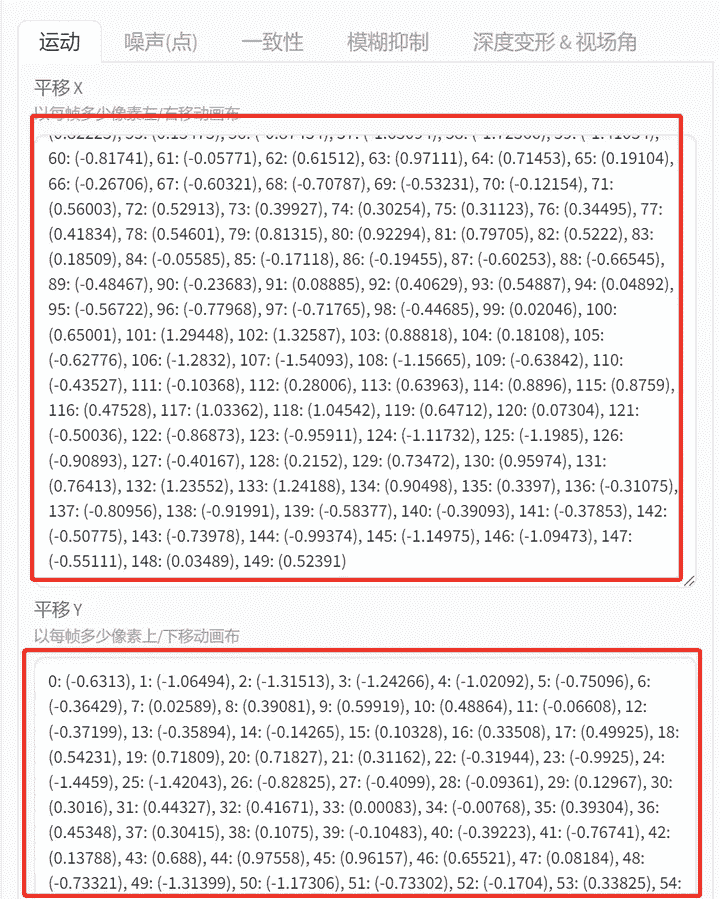 运动 噪声(点) 一致性 模糊抑制 深度变形 & 视场角
平移 X
以每帧多少像素左/右移动画布
60: (-0.81741), 61: (-0.05771), 62: (0.61512), 63: (0.97111), 64: (0.71453), 65: (0.19104),
66: (-0.26706), 67: (-0.60321), 68: (-0.70787), 69: (-0.53231), 70: (-0.12154), 71:
(0.56003), 72: (0.52913), 73: (0.39927), 74: (0.30254), 75: (0.31123), 76: (0.34495), 77:
(0.41834), 78: (0.54601), 79: (0.81315), 80: (0.92294), 81: (0.79705), 82: (0.5222), 83:
(0.18509), 84: (-0.05585), 85: (-0.17118), 86: (-0.19455), 87: (-0.60253), 88: (-0.66545),
89: (-0.48467), 90: (-0.23683), 91: (0.08885), 92: (0.40629), 93: (0.54887), 94: (0.04892),
95: (-0.56722), 96: (-0.77968), 97: (-0.71765), 98: (-0.44685), 99: (0.02046), 100:
(0.65001), 101: (1.29448), 102: (1.32587), 103: (0.88818), 104: (0.18108), 105:
(-0.62776), 106: (-1.2832), 107: (-1.54093), 108: (-1.15665), 109: (-0.63842), 110:
(-0.43527), 111: (-0.10368), 112: (0.28006), 113: (0.63963), 114: (0.8896), 115: (0.8759),
116: (0.47528), 117: (1.03362), 118: (1.04542), 119: (0.64712), 120: (0.07304), 121:
(-0.50036), 122: (-0.86873), 123: (-0.95911), 124: (-1.11732), 125: (-1.1985), 126:
(-0.90893), 127: (-0.40167), 128: (0.2152), 129: (0.73472), 130: (0.95974), 131:
(0.76413), 132: (1.23552), 133: (1.24188), 134: (0.90498), 135: (0.3397), 136: (-0.31075),
137: (-0.80956), 138: (-0.91991), 139: (-0.58377), 140: (-0.39093), 141: (-0.37853), 142:
(-0.50775), 143: (-0.73978), 144: (-0.99374), 145: (-1.14975), 146: (-1.09473), 147:
(-0.55111), 148: (0.03489), 149: (0.52391)
平移 Y
以每帧多少像素上/下移动画布
0: (-0.6313), 1: (-1.06494), 2: (-1.31513), 3: (-1.24266), 4: (-1.02092), 5: (-0.75096), 6:
(-0.36429), 7: (0.02589), 8: (0.39081), 9: (0.59919), 10: (0.48864), 11: (-0.06608), 12:
(-0.37199), 13: (-0.35894), 14: (-0.14265), 15: (0.10328), 16: (0.33508), 17: (0.49925), 18:
(0.54231), 19: (0.71809), 20: (0.71827), 21: (0.31162), 22: (-0.31944), 23: (-0.9925), 24:
(-1.4459), 25: (-1.42043), 26: (-0.82825), 27: (-0.4099), 28: (-0.09361), 29: (0.12967), 30:
(0.3016), 31: (0.44327), 32: (0.41671), 33: (0.00083), 34: (-0.00768), 35: (0.39304), 36:
(0.45348), 37: (0.30415), 38: (0.1075), 39: (-0.10483), 40: (-0.39223), 41: (-0.76741), 42:
(0.13788), 43: (0.688), 44: (0.97558), 45: (0.96157), 46: (0.65521), 47: (0.08184), 48:
(-0.73321), 49: (-1.31399), 50: (-1.17306), 51: (-0.73302), 52: (-0.1704), 53: (0.33825), 54: